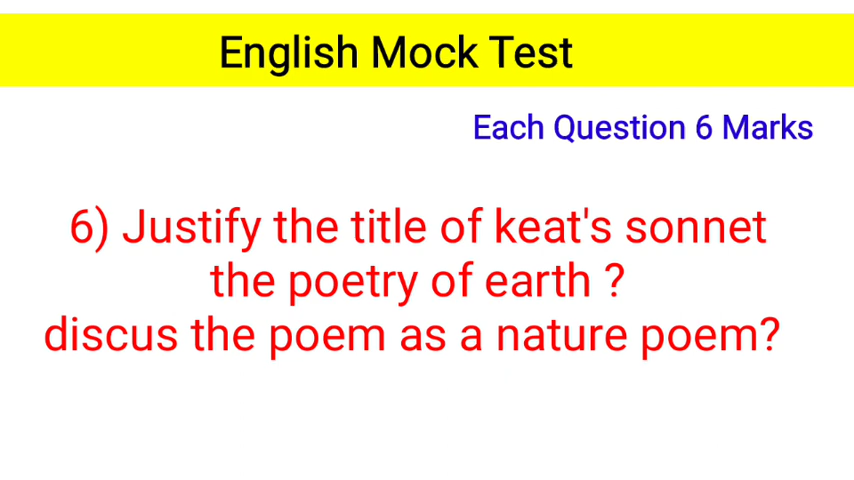 English Mock Test
Each Question 6 Marks
6) Justify the title of keat's sonnet
the poetry of earth ?
discus the poem as a nature poem?